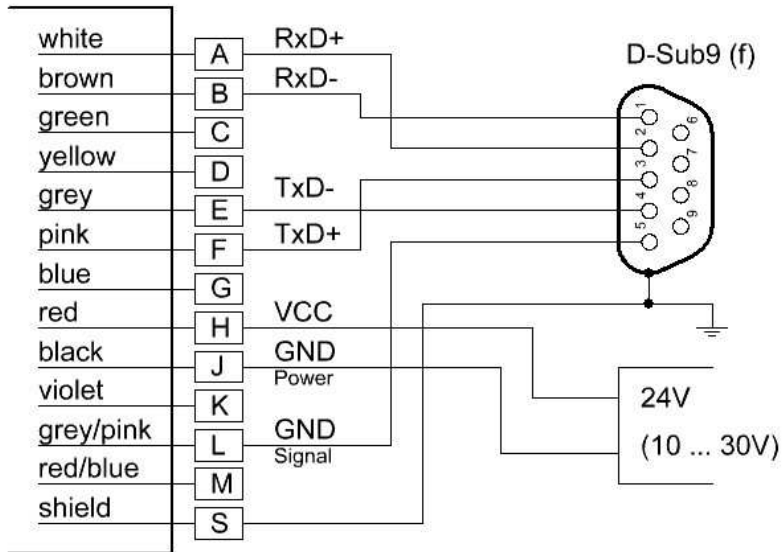 white A RxD+
D-Sub9 (f)
brown B RxD-
green C
yellow D
grey E TxD-
pink F TxD+
blue G
red H VCC
black J GND
Power
violet K
grey/pink L GND
Signal
red/blue M
shield S
1
2
3
4
5
6
7
8
9
24V
(10 ... 30V)